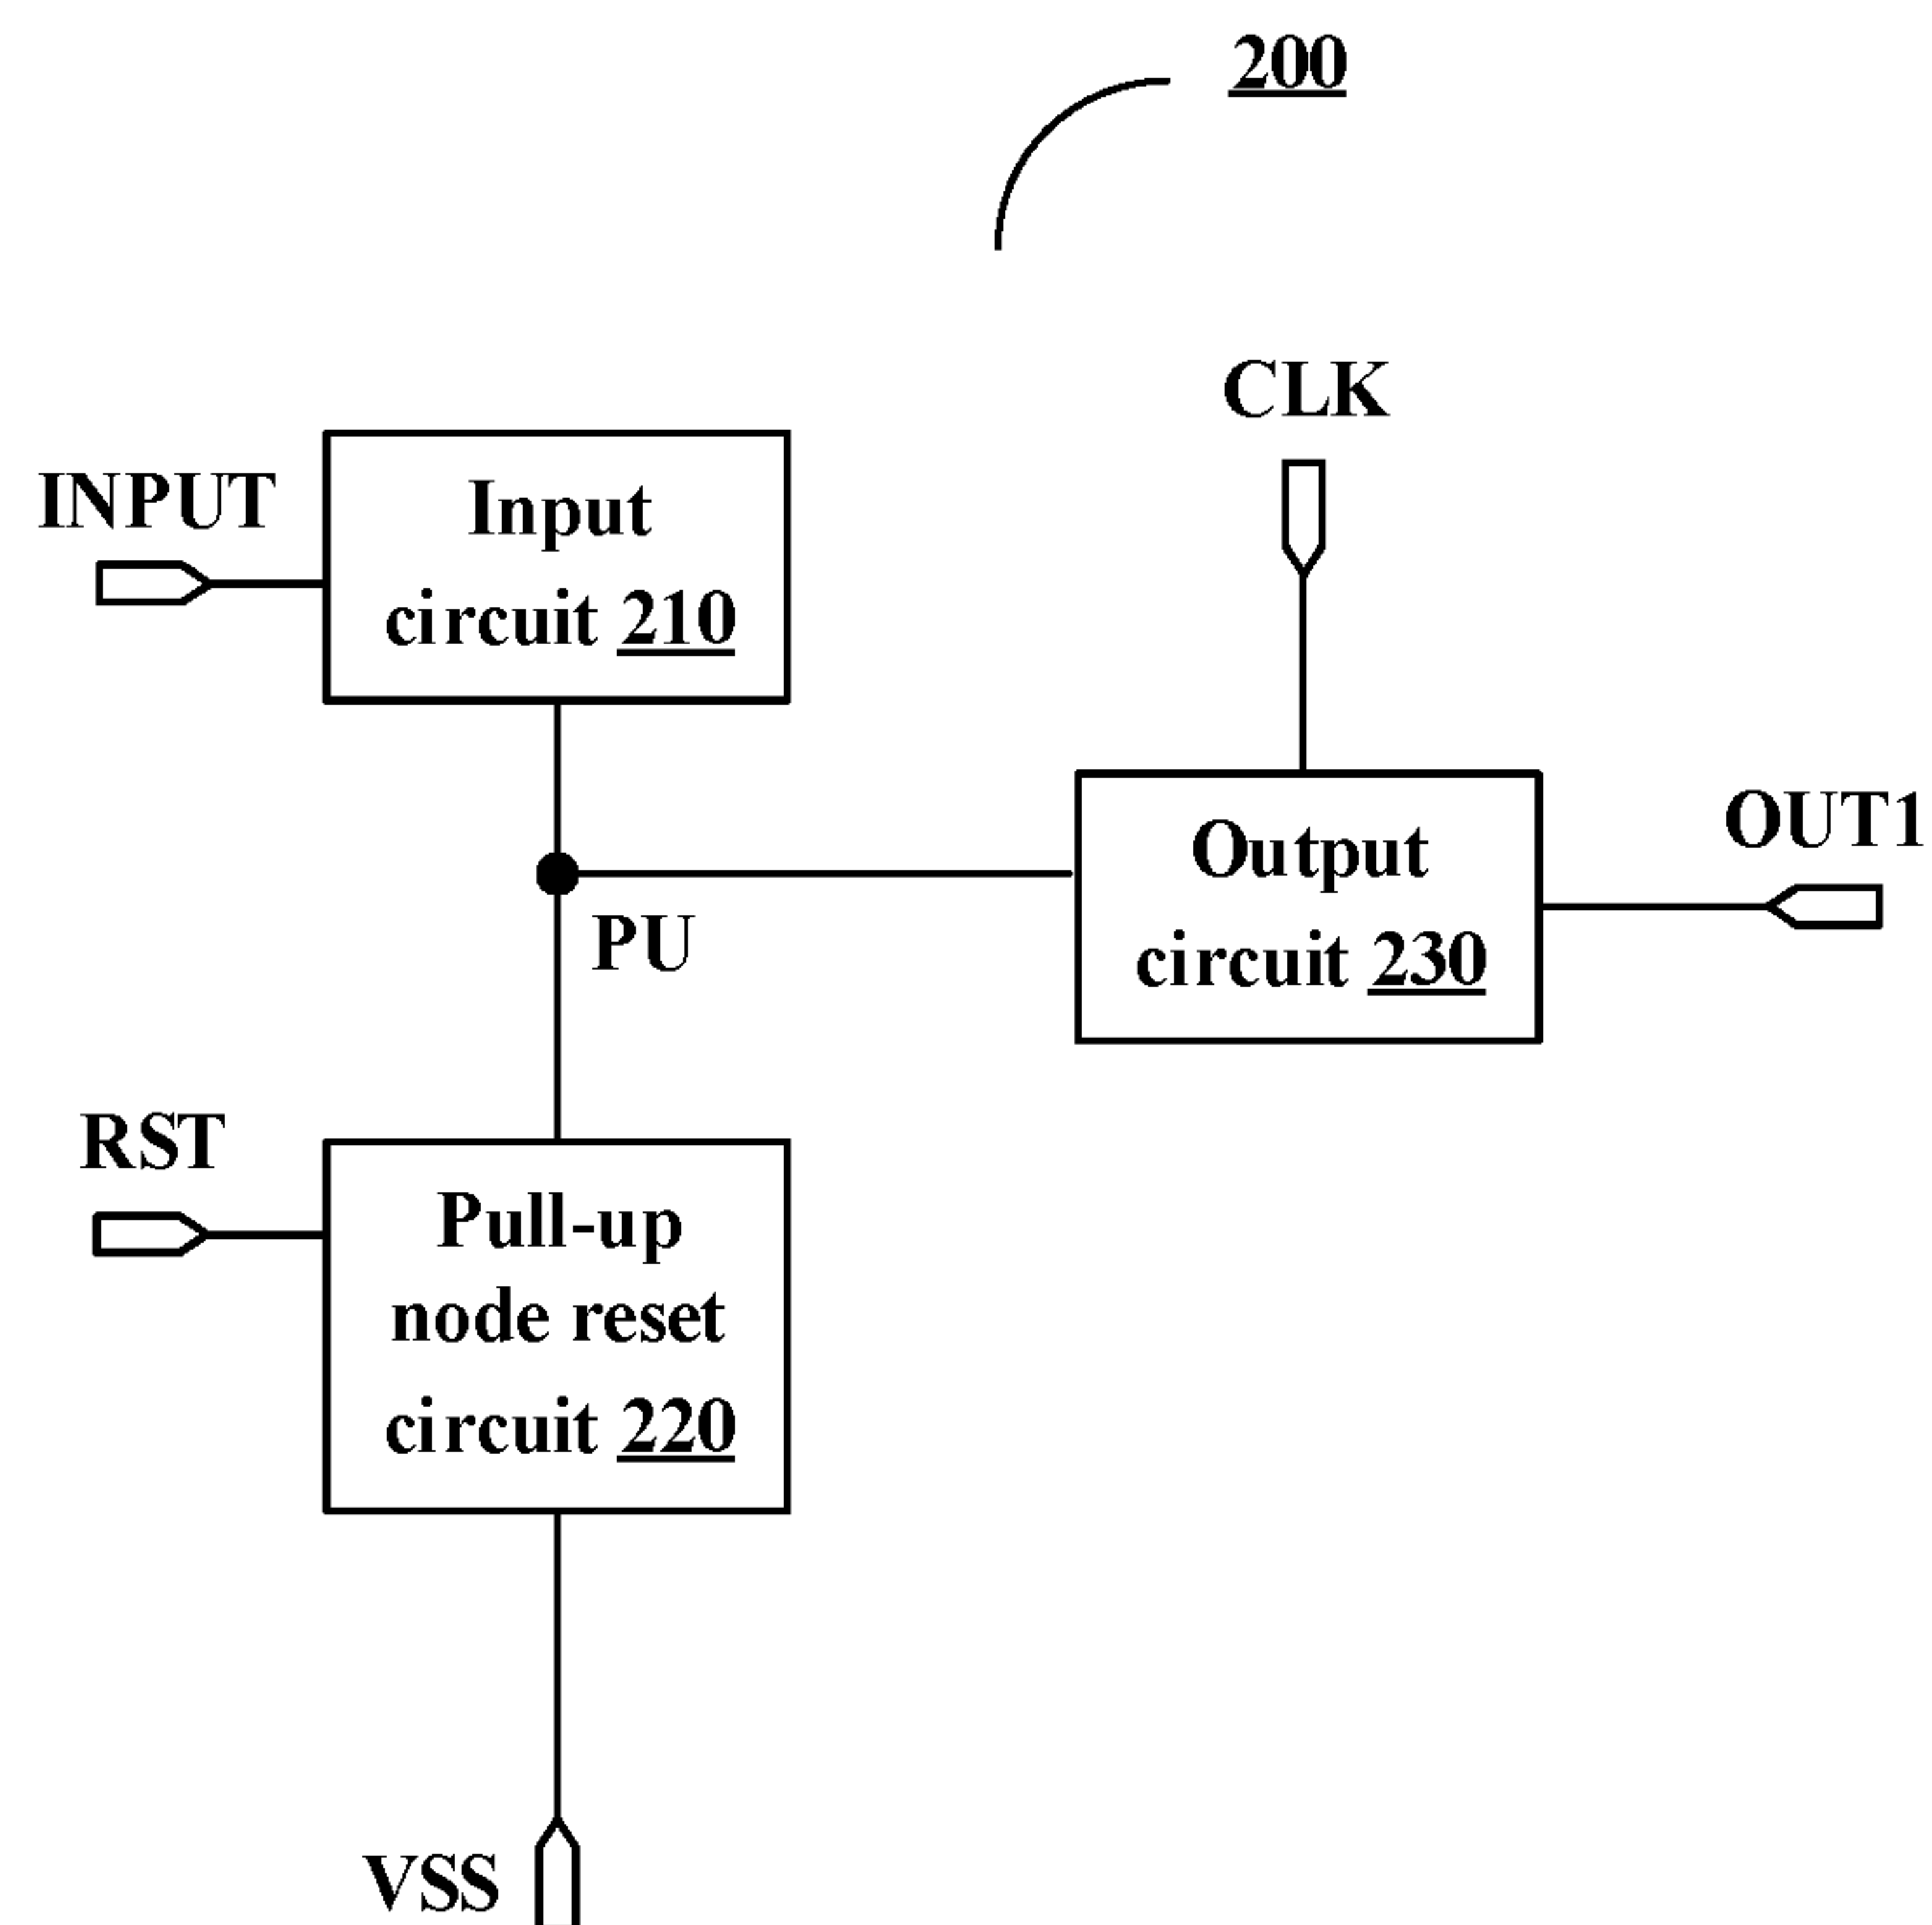 200
CLK
INPUT
Input
circuit 210
OUT1
Output
circuit 230
PU
RST
Pull-up
node reset
circuit 220
VSS